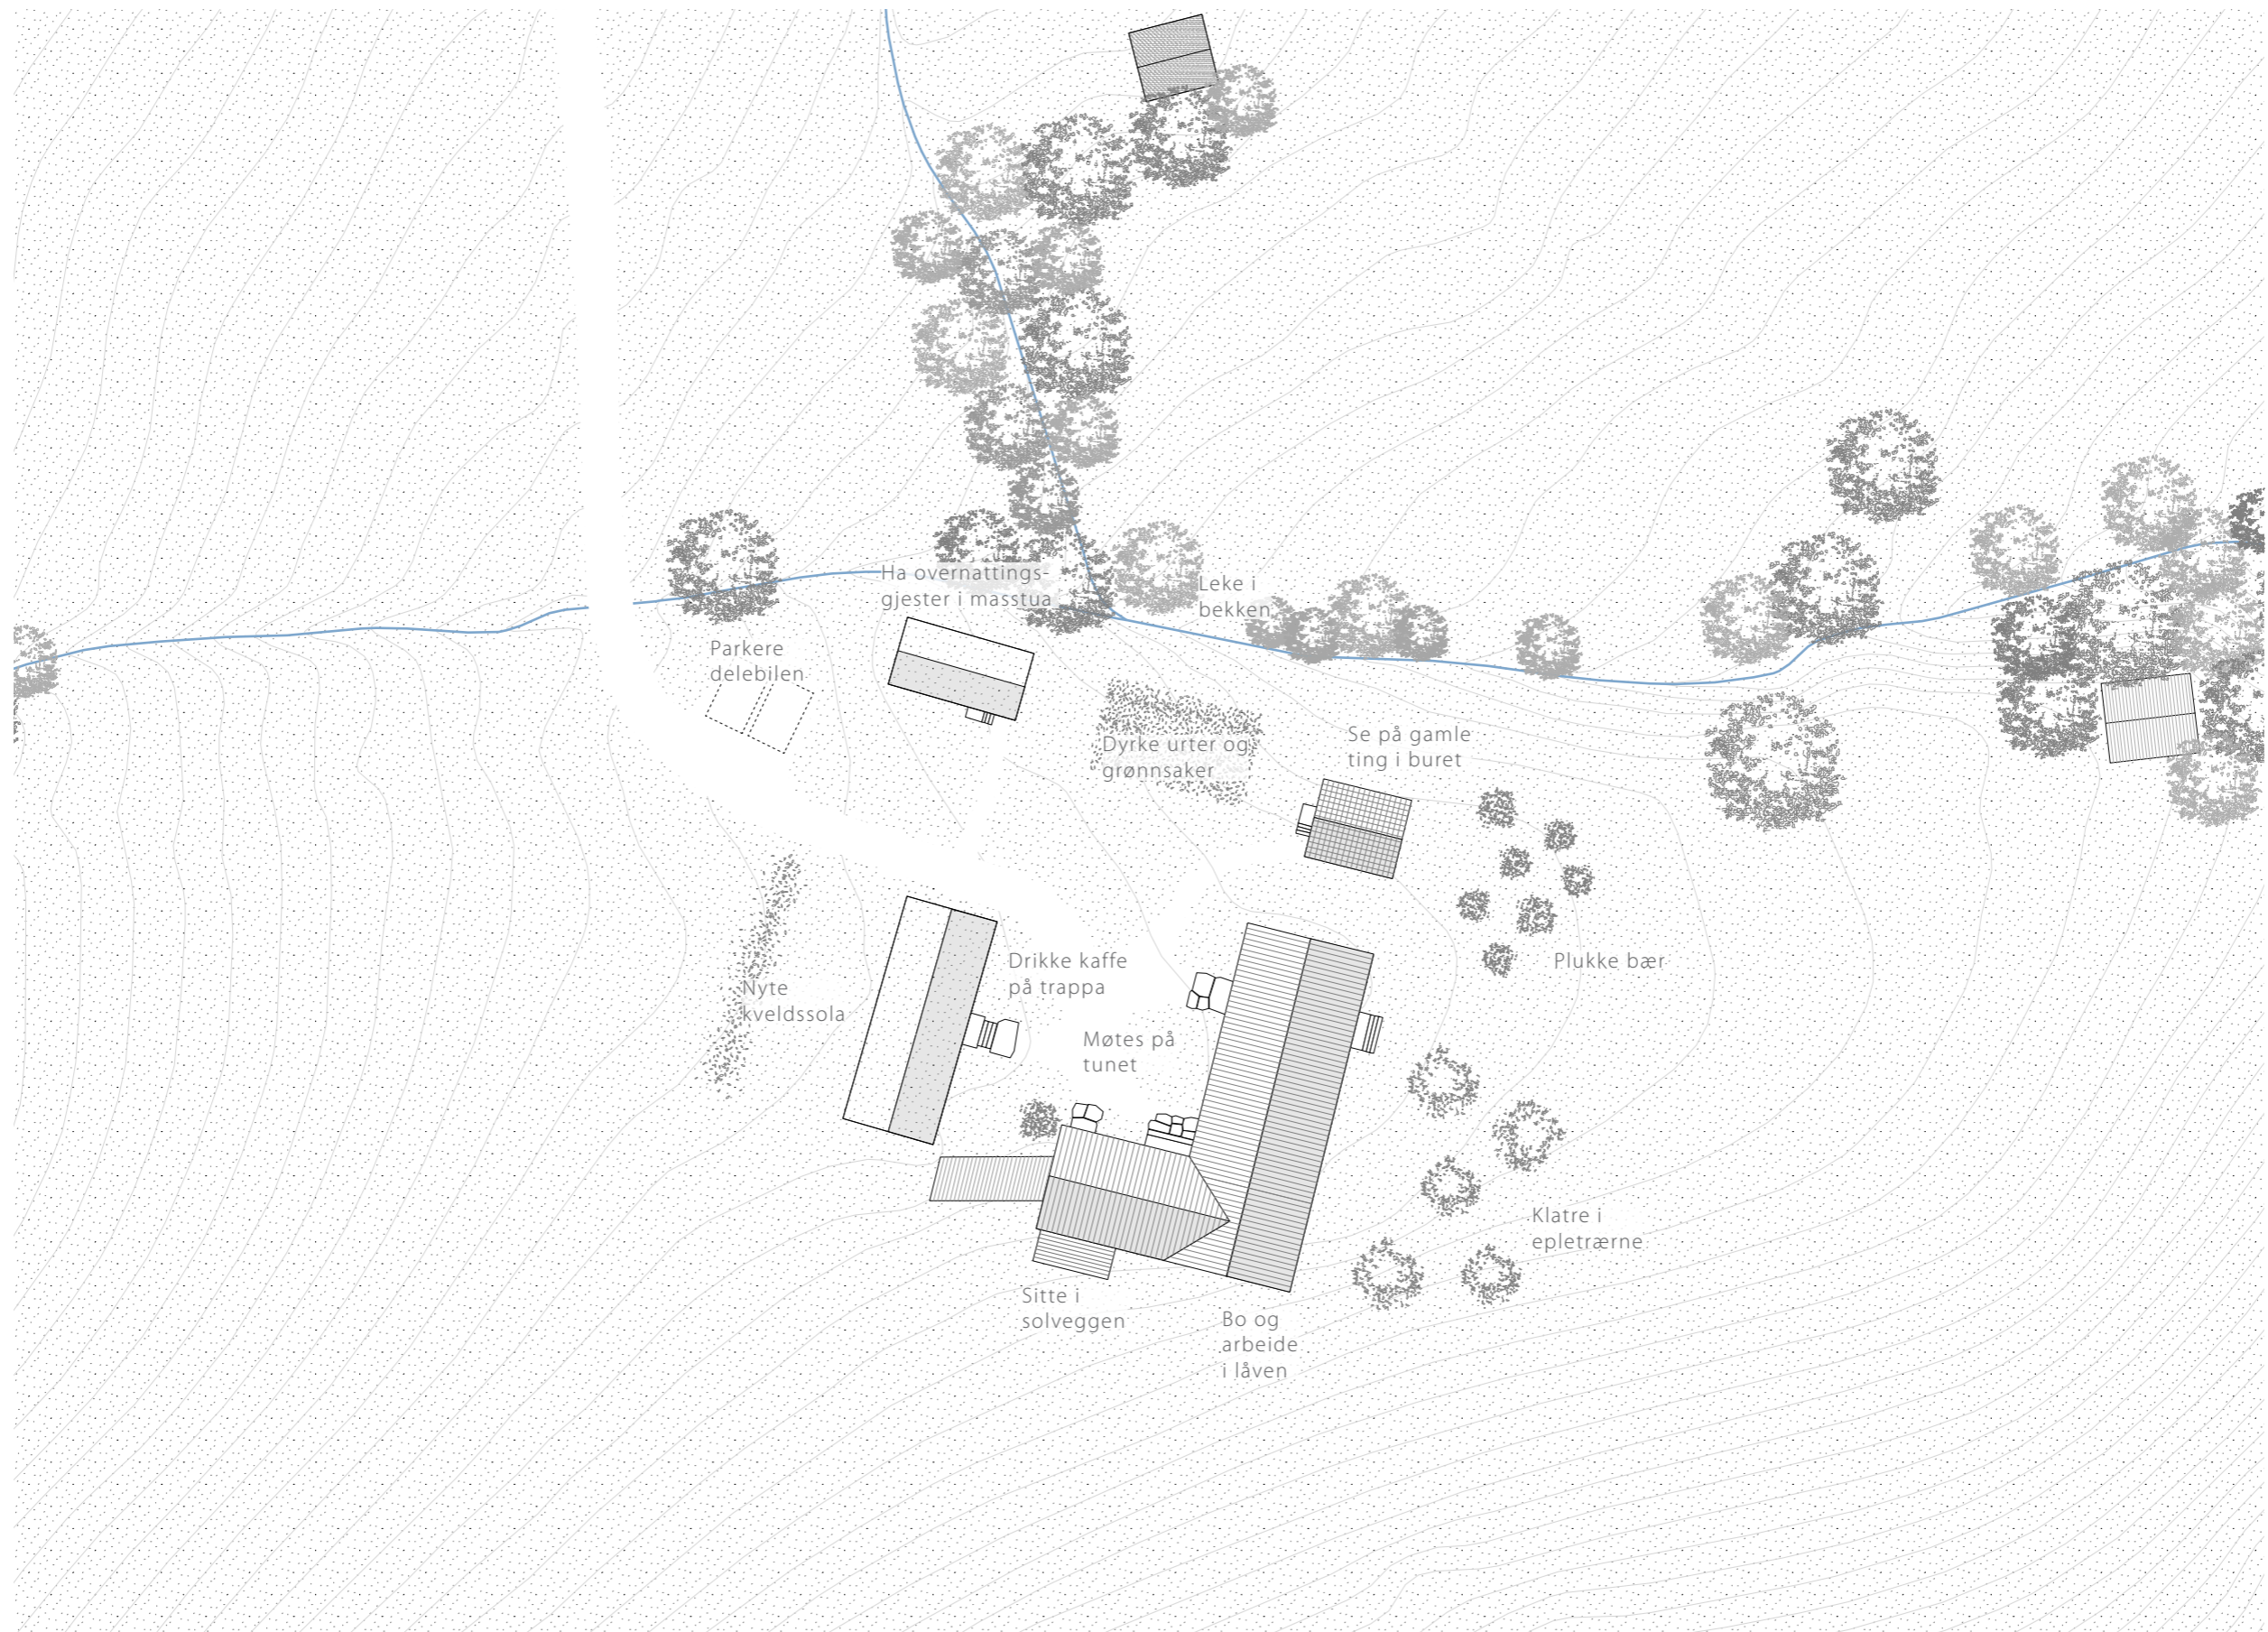 Ha overnattings-
gjester i masstua
Leke i
bekken
Parkere
delebilen
Dyrke urter og
grønnsaker
Se på gamle
ting i buret
Drikke kaffe
på trappa
Plukke bær
Nyte
kveldssola
Møtes på
tunet
Klatre i
epletrærne
Sitte i
solveggen
Bo og
arbeide
i låven